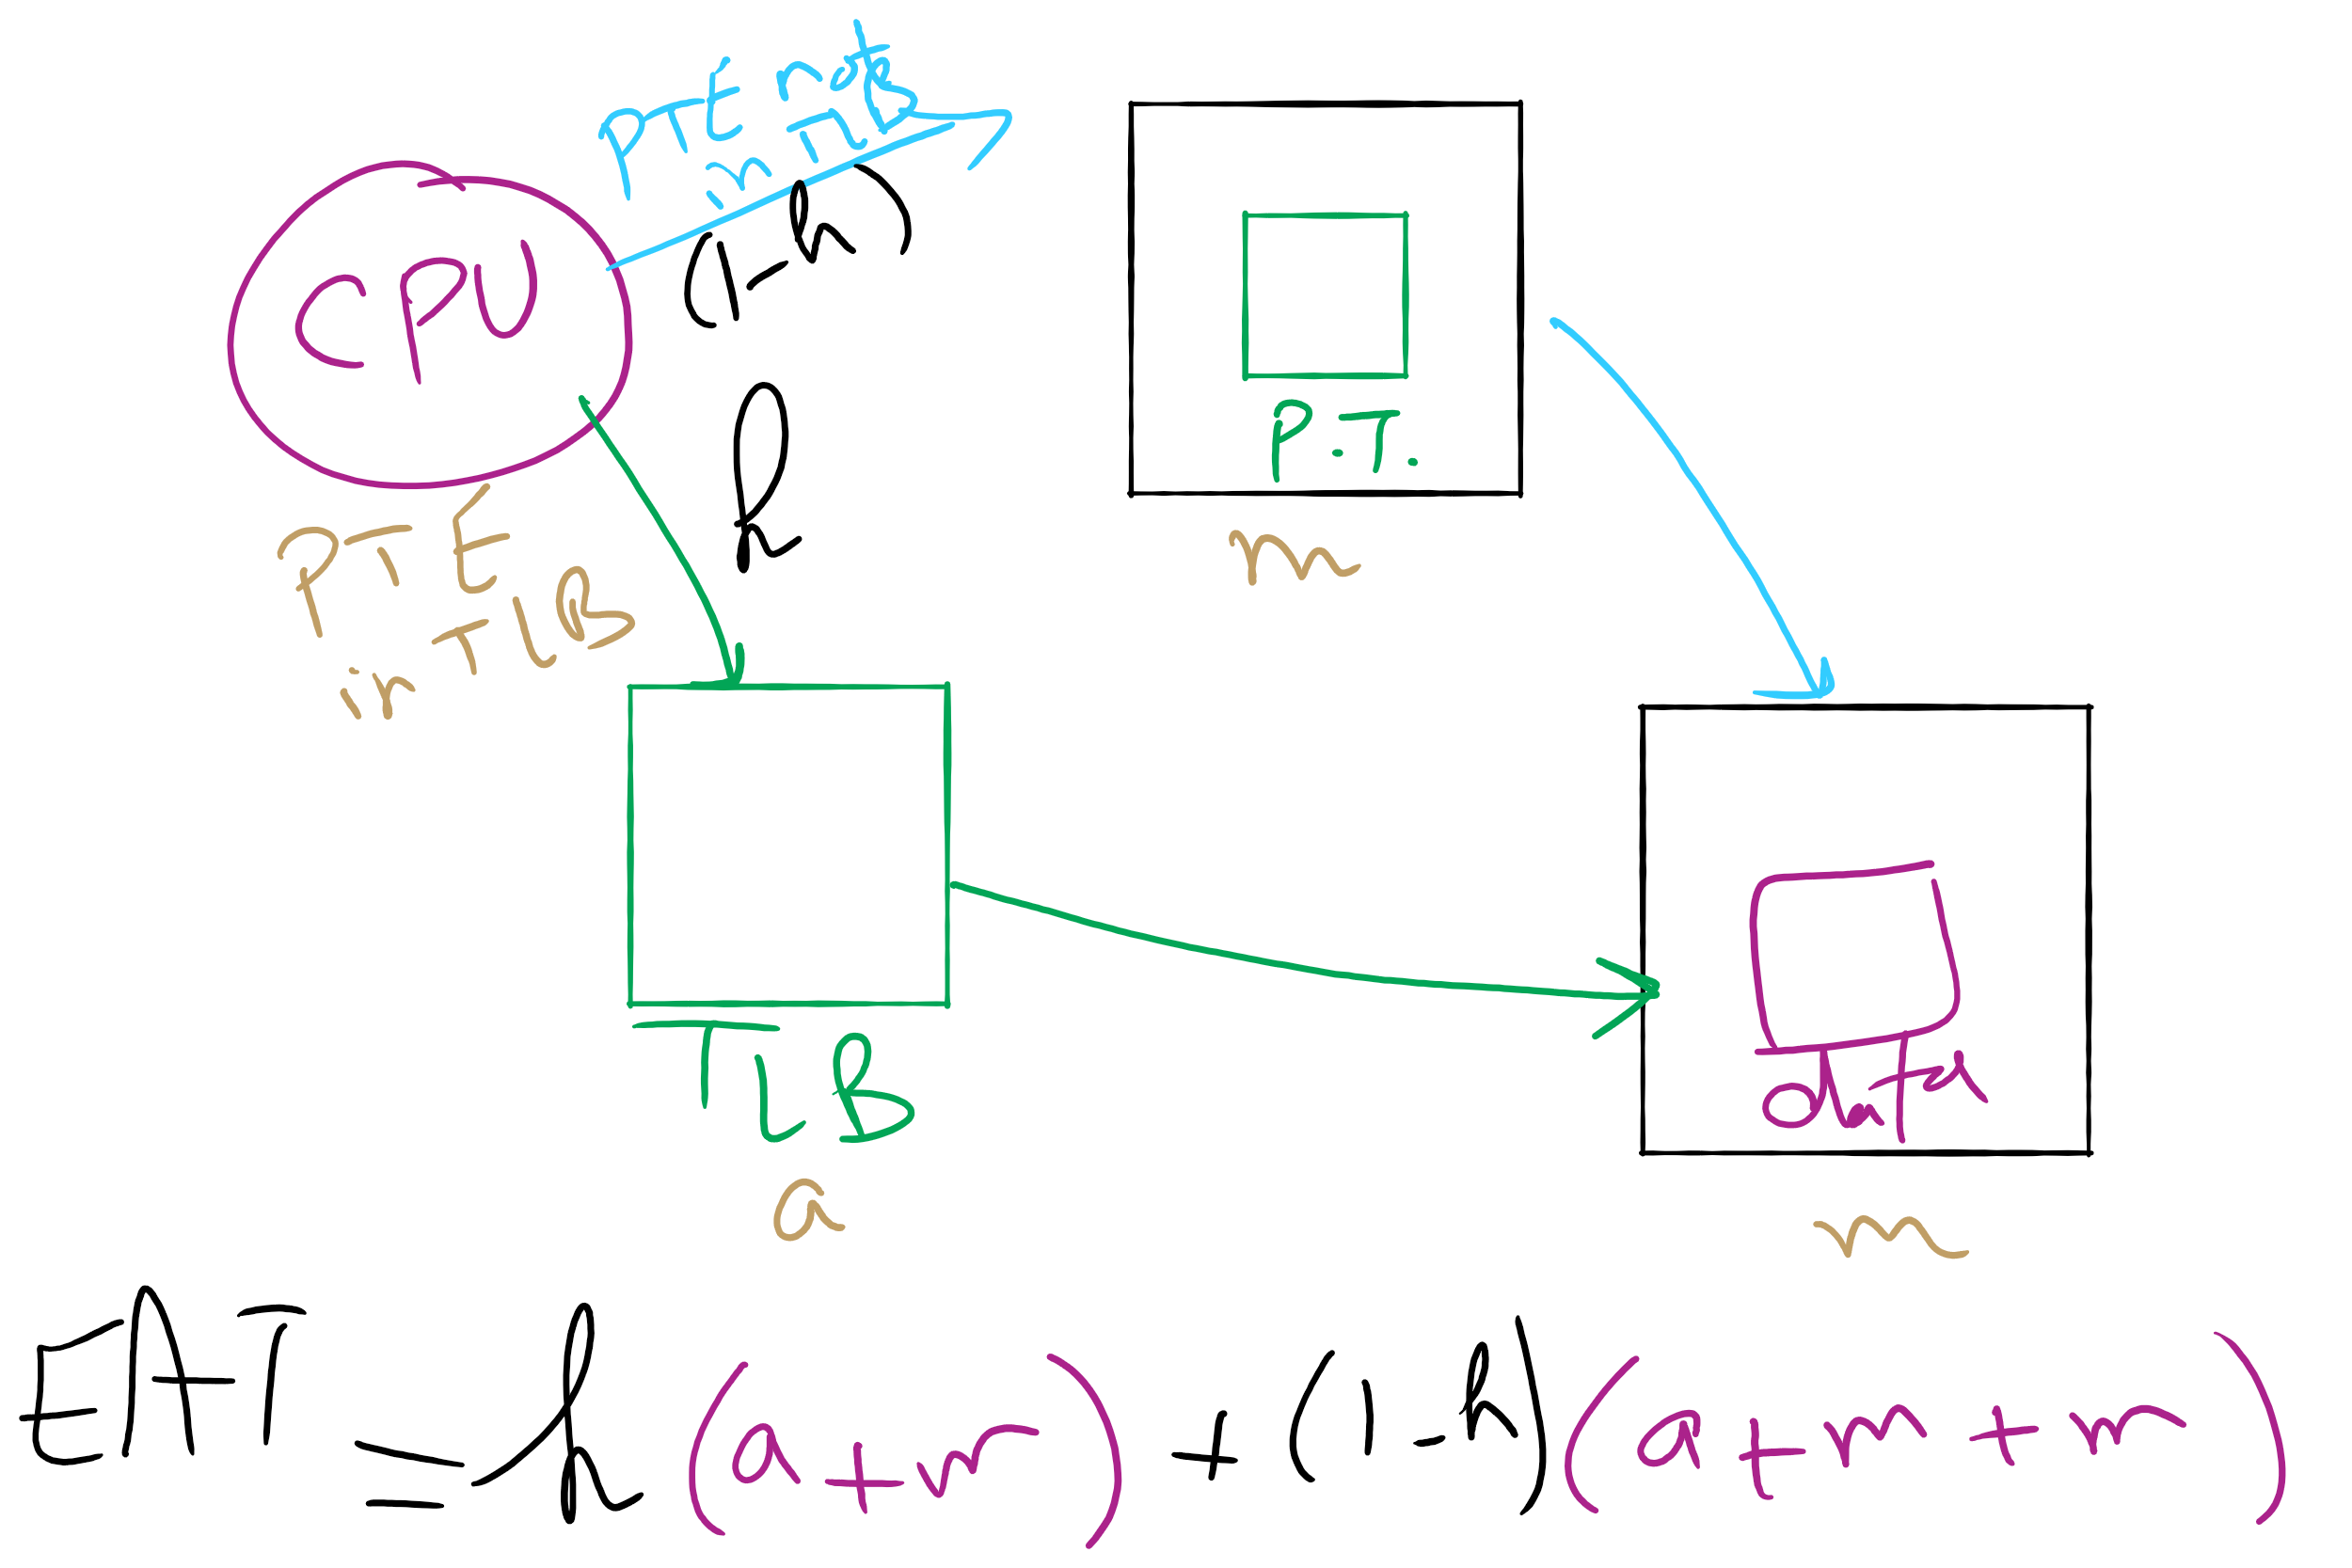 PTE not
in TLB
(1-h)
CPU
h
P.T.
m
PTE
in TLB
TLB
a
data
m
EAT = h (a+m) + (1-h) (a+m+m)